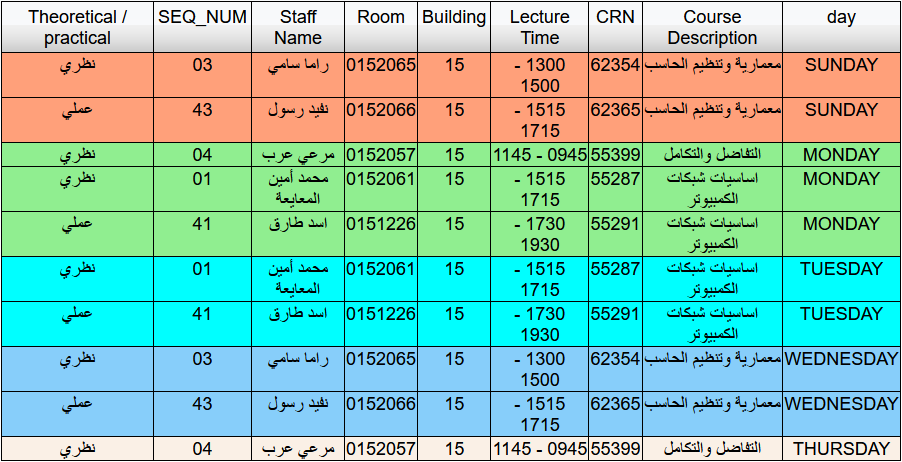 Theoretical / practical SEQ_NUM Staff Name Room Building Lecture Time CRN Course Description day
نظري 03 راما سامي 0152065 15 1300 - 1500 62354 معمارية وتنظيم الحاسب SUNDAY
عملي 43 نفيد رسول 0152066 15 1515 - 1715 62365 معمارية وتنظيم الحاسب SUNDAY
نظري 04 مرعي عرب 0152057 15 0945 - 1145 55399 التفاضل والتكامل MONDAY
نظري 01 محمد أمين المعايعة 0152061 15 1515 - 1715 55287 اساسيات شبكات الكمبيوتر MONDAY
عملي 41 اسد طارق 0151226 15 1730 - 1930 55291 اساسيات شبكات الكمبيوتر MONDAY
نظري 01 محمد أمين المعايعة 0152061 15 1515 - 1715 55287 اساسيات شبكات الكمبيوتر TUESDAY
عملي 41 اسد طارق 0151226 15 1730 - 1930 55291 اساسيات شبكات الكمبيوتر TUESDAY
نظري 03 راما سامي 0152065 15 1300 - 1500 62354 معمارية وتنظيم الحاسب WEDNESDAY
عملي 43 نفيد رسول 0152066 15 1515 - 1715 62365 معمارية وتنظيم الحاسب WEDNESDAY
نظري 04 مرعي عرب 0152057 15 0945 - 1145 55399 التفاضل والتكامل THURSDAY